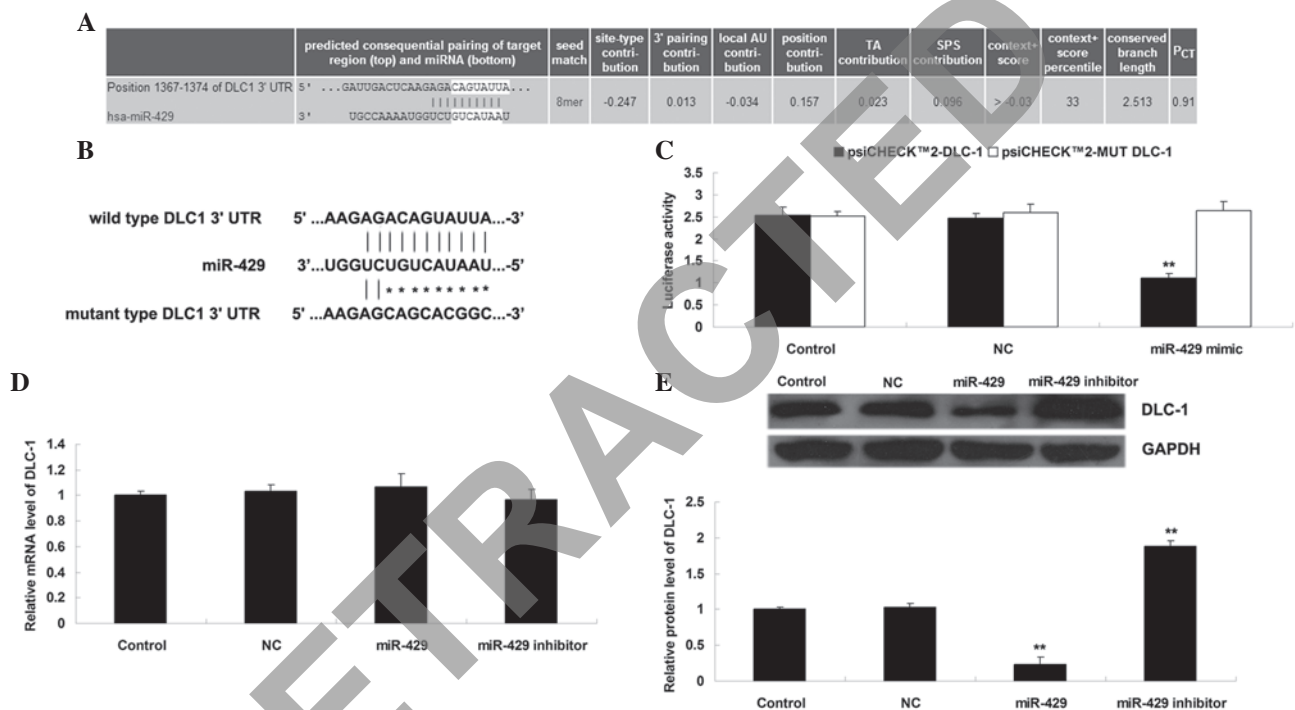 A
predicted consequential pairing of target region (top) and miRNA (bottom)
seed match
site-type contri-bution
3' pairing contri-bution
local AU contri-bution
position contri-bution
TA contribution
SPS contribution
context+ score
context+ score percentile
conserved branch length
PCT
Position 1367-1374 of DLC1 3' UTR 5' ...GAUUGACUCAAGAGACAGUAUUA...
||||||||||
hsa-miR-429 3' UGCCAAAAUGGUCUGUCAUAAU
8mer -0.247 0.013 -0.034 0.157 0.023 0.096 > -0.03 33 2.513 0.91
B
wild type DLC1 3' UTR 5' ...AAGAGACAGUAUUA...-3'
|||||||||||
miR-429 3'...UGGUCUGUCAUAAU...-5'
||*********
mutant type DLC1 3' UTR 5' ...AAGAGCAGCACGGC...-3'
C
psiCHECK™2-DLC-1 psiCHECK™2-MUT DLC-1
Luciferase activity
3.5
3
2.5
2
1.5
1
0.5
0
**
Control NC miR-429 mimic
D
Relative mRNA level of DLC-1
1.4
1.2
1
0.8
0.6
0.4
0.2
0
Control NC miR-429 miR-429 inhibitor
E
Control NC miR-429 miR-429 inhibitor
DLC-1
GAPDH
Relative protein level of DLC-1
2.5
2
1.5
1
0.5
0
**
**
Control NC miR-429 miR-429 inhibitor
ETRACTED